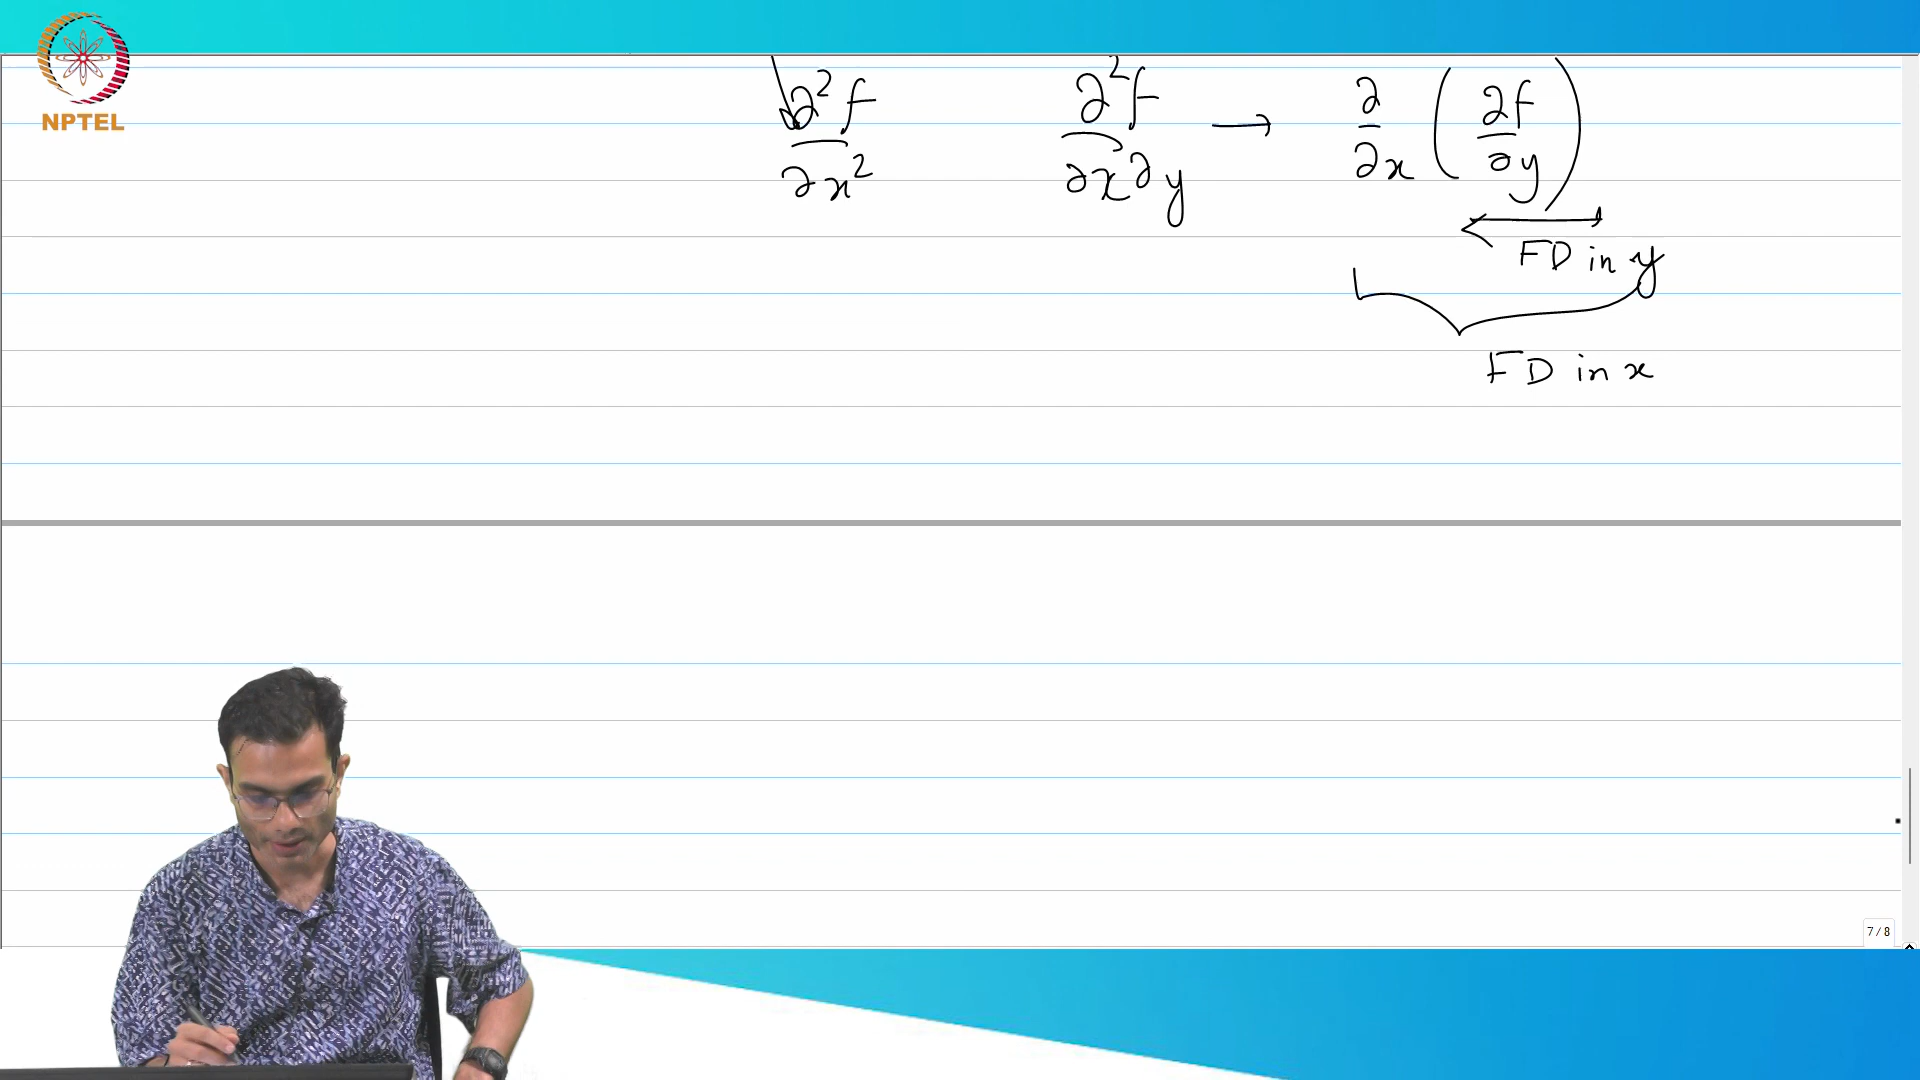 NPTEL
∂²f/∂x² ∂²f/∂x∂y → ∂/∂x (∂f/∂y)
FD in y
FD in x
7 / 8